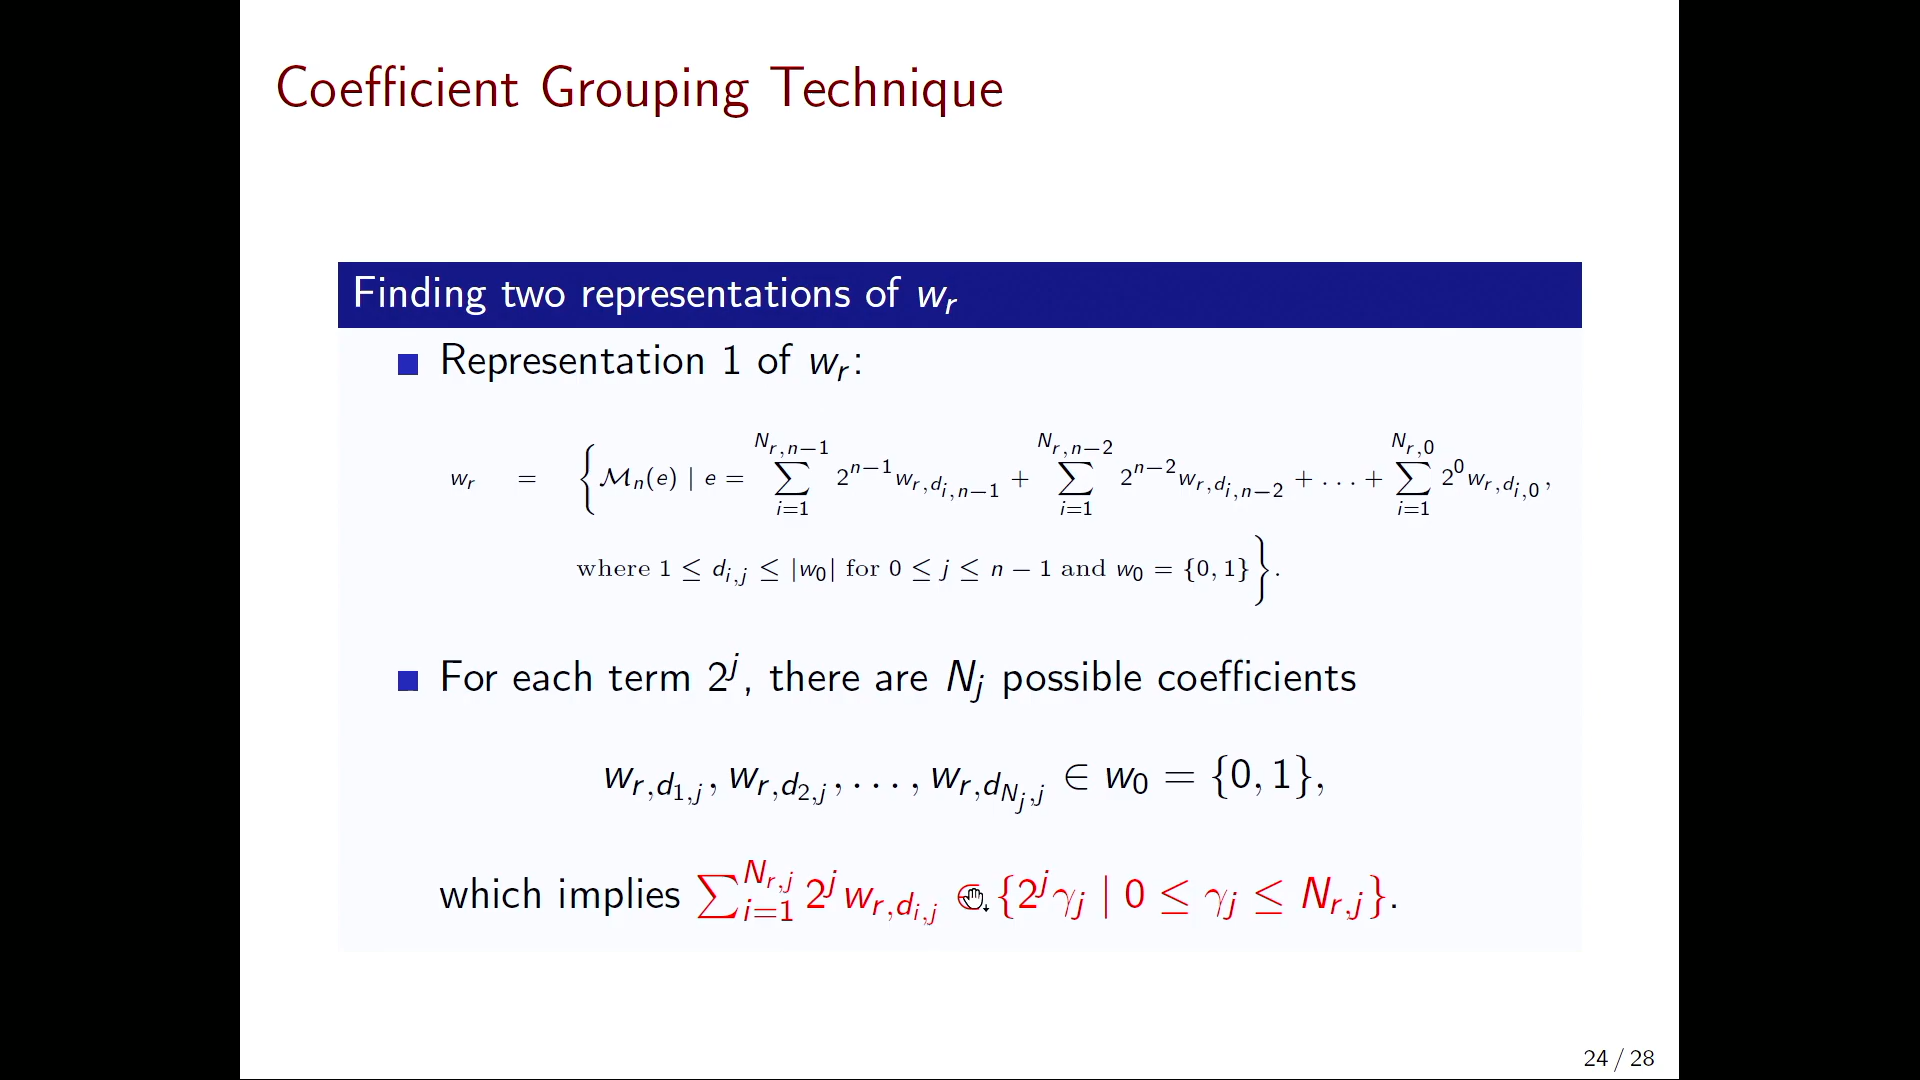 Coefficient Grouping Technique
Finding two representations of w_r
Representation 1 of w_r:
w_r = { M_n(e) | e = ∑_{i=1}^{N_{r,n−1}} 2^{n−1} w_{r,d_{i,n−1}} + ∑_{i=1}^{N_{r,n−2}} 2^{n−2} w_{r,d_{i,n−2}} + . . . + ∑_{i=1}^{N_{r,0}} 2^0 w_{r,d_{i,0}} ,
where 1 ≤ d_{i,j} ≤ |w_0| for 0 ≤ j ≤ n − 1 and w_0 = {0, 1} }.
For each term 2^j, there are N_j possible coefficients
w_{r,d_{1,j}}, w_{r,d_{2,j}}, . . . , w_{r,d_{N_j,j}} ∈ w_0 = {0, 1},
which implies ∑_{i=1}^{N_{r,j}} 2^j w_{r,d_{i,j}} ∈ {2^j γ_j | 0 ≤ γ_j ≤ N_{r,j}}.
24 / 28